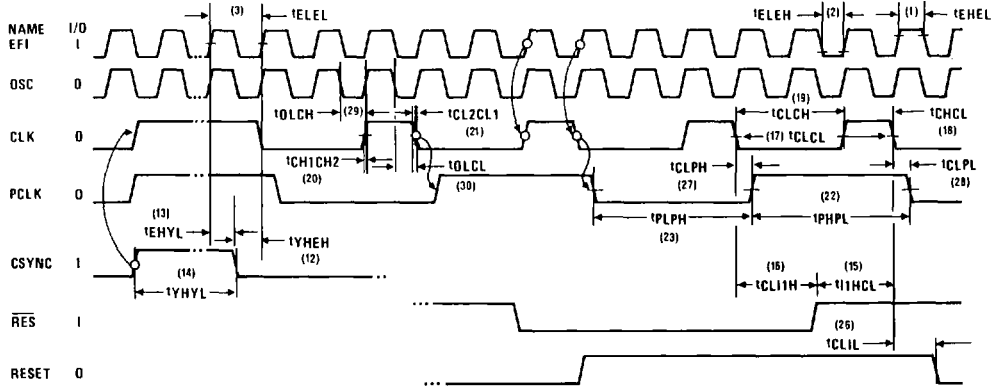 NAME I/O
(3) tELEL tELEH (2) (1) tEHEL
EFI I
OSC O
tOLCH (29) tCL2CL1 (19) tCLCH tCHCL
CLK O (21) (17) tCLCL (18)
tCH1CH2 tOLCL tCLPH tCLPL
(20) (30) (27) (22) (28)
PCLK O
(13) tPLPH tPHPL
tEHYL tYHEH (23)
(12)
CSYNC I
(14) (16) (15)
tYHYL tCLI1H tI1HCL
RES I (26)
tCLIL
RESET O